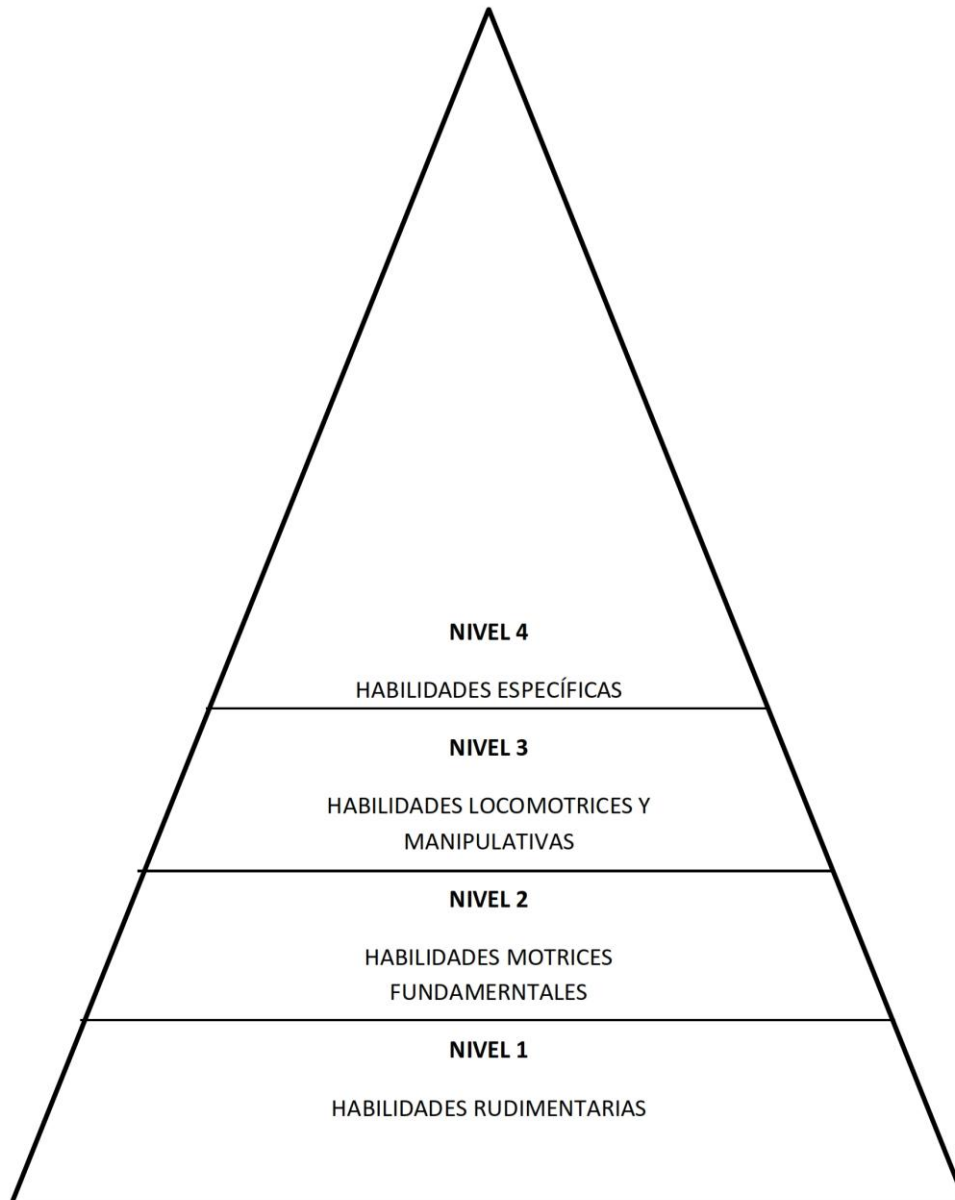 NIVEL 4
HABILIDADES ESPECÍFICAS
NIVEL 3
HABILIDADES LOCOMOTRICES Y
MANIPULATIVAS
NIVEL 2
HABILIDADES MOTRICES
FUNDAMERNTALES
NIVEL 1
HABILIDADES RUDIMENTARIAS